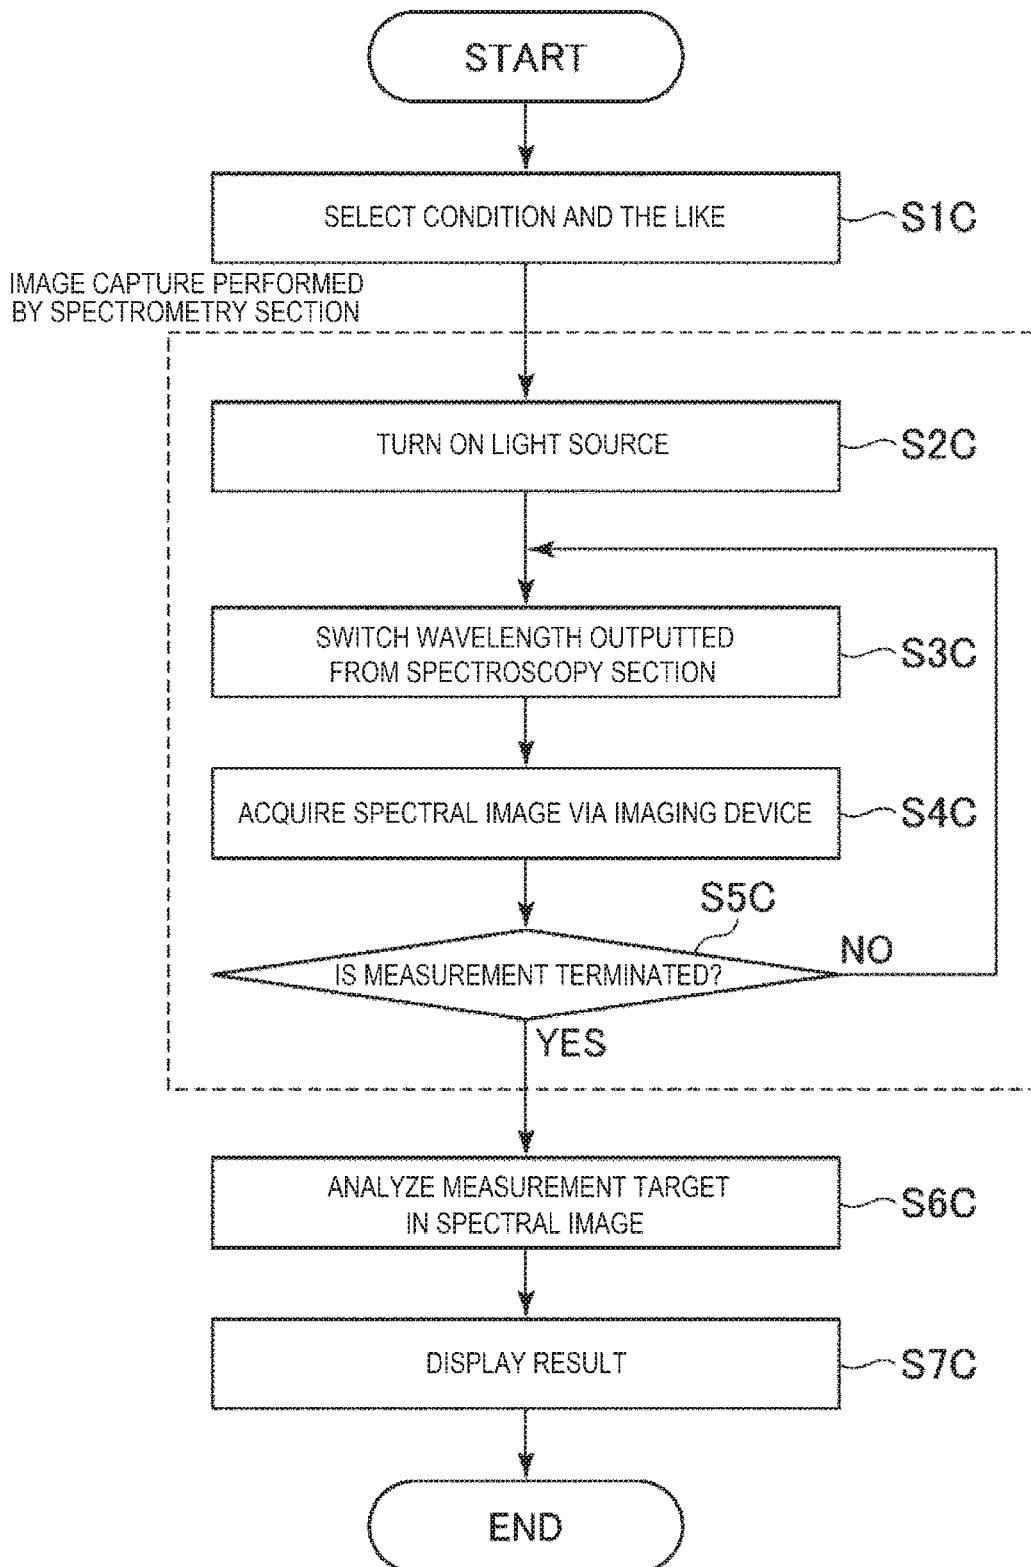 START
SELECT CONDITION AND THE LIKE
S1C
IMAGE CAPTURE PERFORMED
BY SPECTROMETRY SECTION
TURN ON LIGHT SOURCE
S2C
SWITCH WAVELENGTH OUTPUTTED
FROM SPECTROSCOPY SECTION
S3C
ACQUIRE SPECTRAL IMAGE VIA IMAGING DEVICE
S4C
S5C
IS MEASUREMENT TERMINATED?
NO
YES
ANALYZE MEASUREMENT TARGET
IN SPECTRAL IMAGE
S6C
DISPLAY RESULT
S7C
END